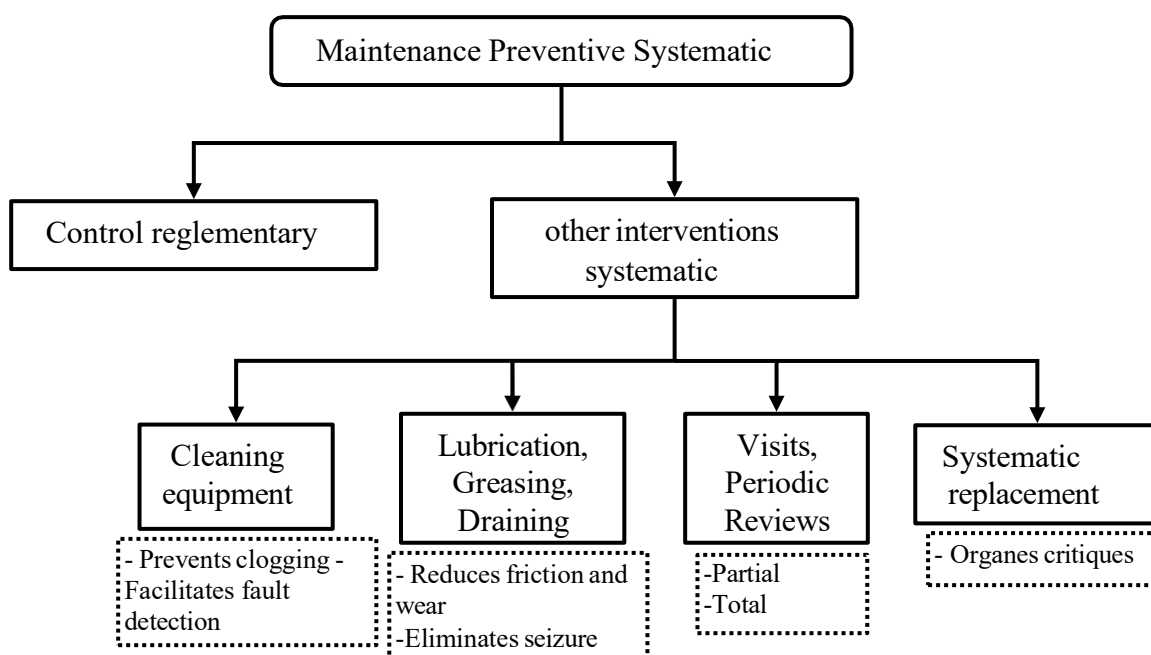 Maintenance Preventive Systematic
Control reglementary
other interventions
systematic
Cleaning
equipment
Lubrication,
Greasing,
Draining
Visits,
Periodic
Reviews
Systematic
replacement
- Prevents clogging -
Facilitates fault
detection
- Reduces friction and
wear
-Eliminates seizure
-Partial
-Total
- Organes critiques